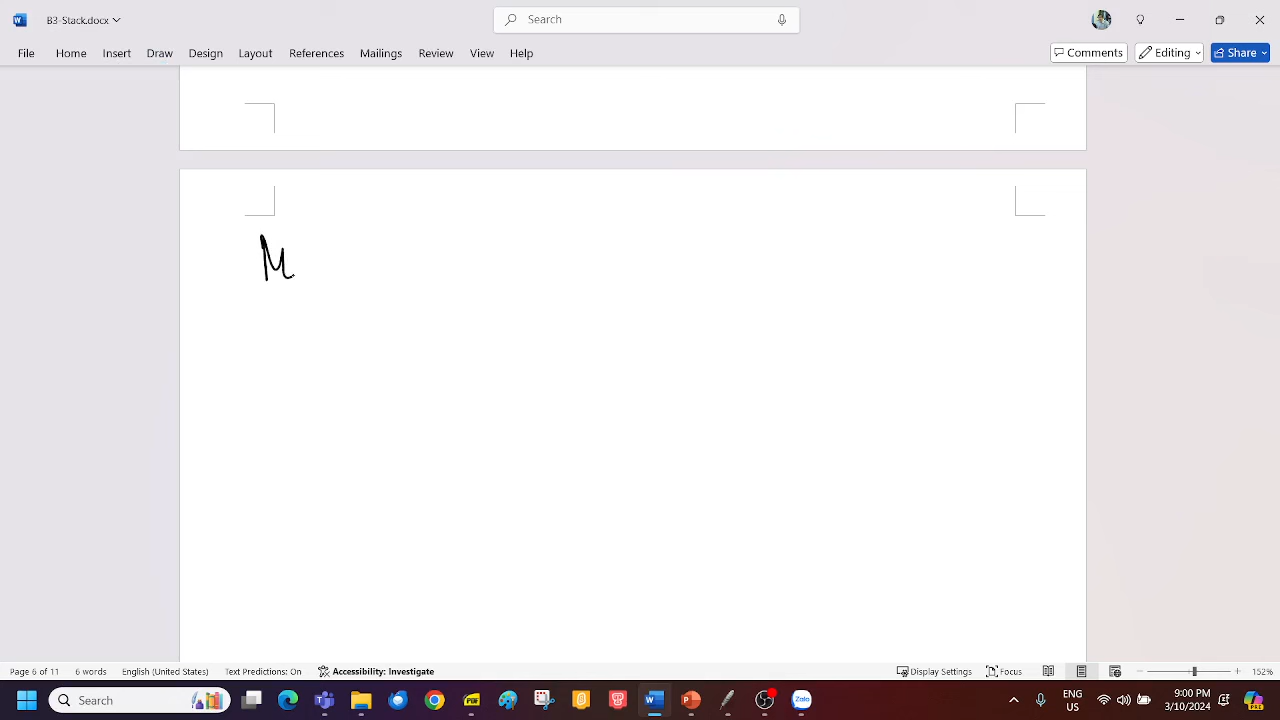 B3-Stack.docx
Search
File Home Insert Draw Design Layout References Mailings Review View Help
Comments Editing Share
M
Page 6 of 11 6 words English (United States) Text Predictions: On Accessibility: Investigate Display Settings Focus 152%
Search
ENG
US
9:00 PM
3/10/2024